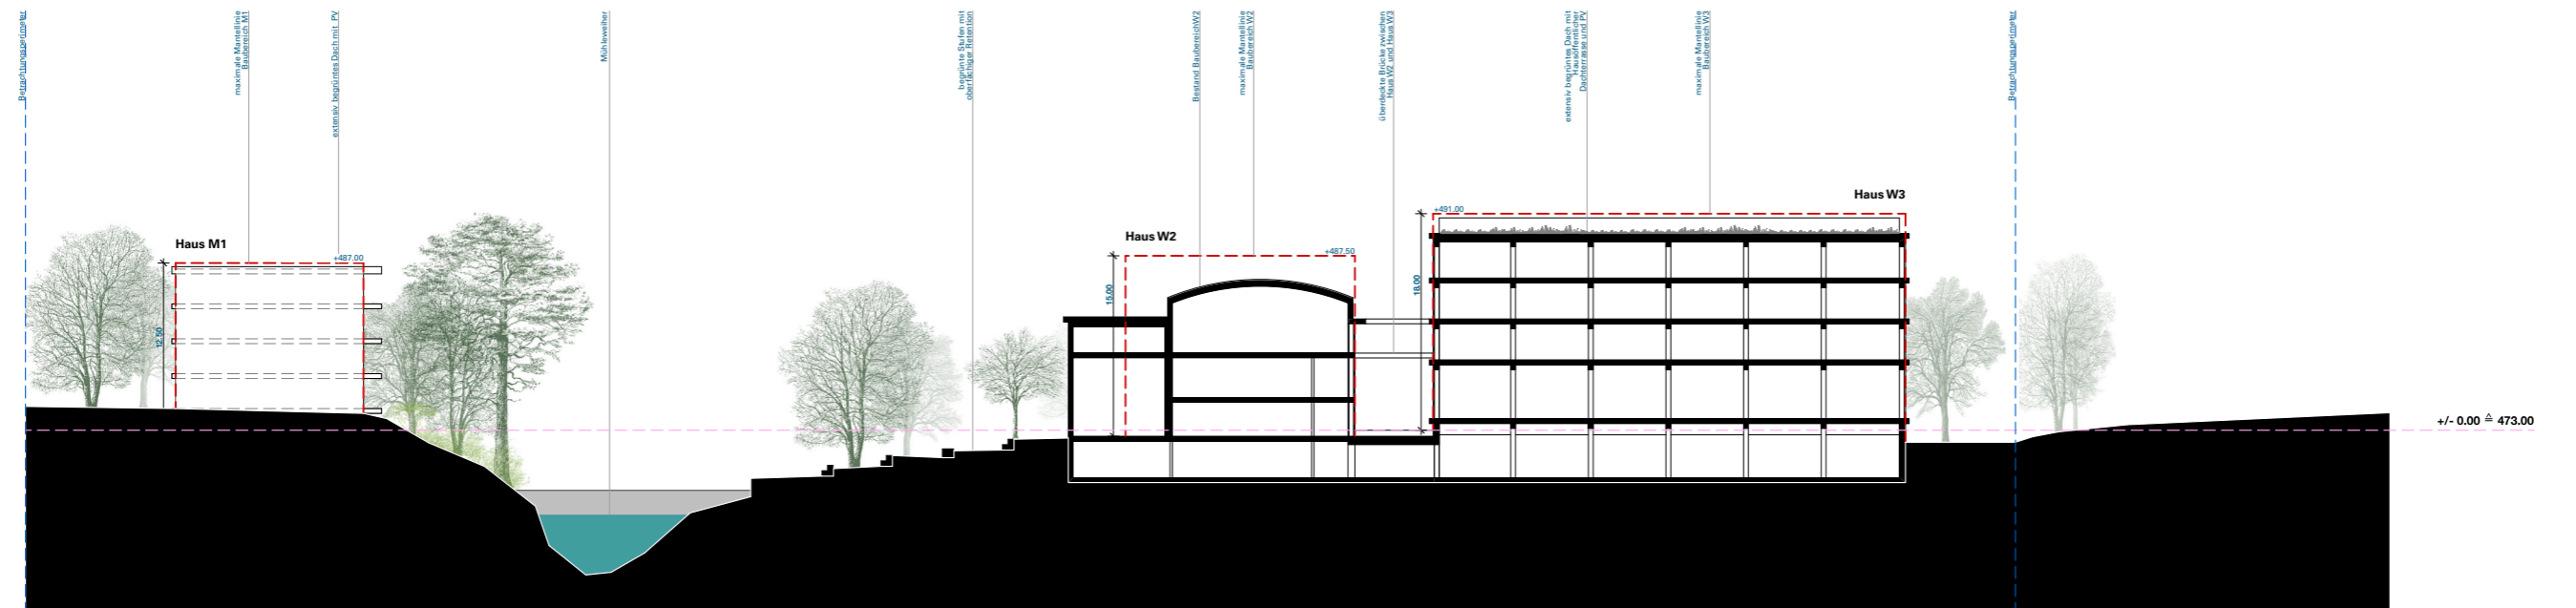 Betrachtungsperimeter
maximale Mantellinie
Baubereich M1
extensiv begrüntes Dach mit PV
Mühleweiher
begrünte Stufen mit
oberfächiger Retention
Bestand Baubereich W2
maximale Mantellinie
Baubereich W2
überdeckte Brücke zwischen
Haus W2 und Haus W3
extensiv begrüntes Dach mit
Hausöffentlicher
Dachterrasse und PV
maximale Mantellinie
Baubereich W3
Betrachtungsperimeter
Haus W3
+491.00
Haus W2
Haus M1
+487.50
+487.00
15.00
18.00
12.50
+/- 0.00 ≙ 473.00